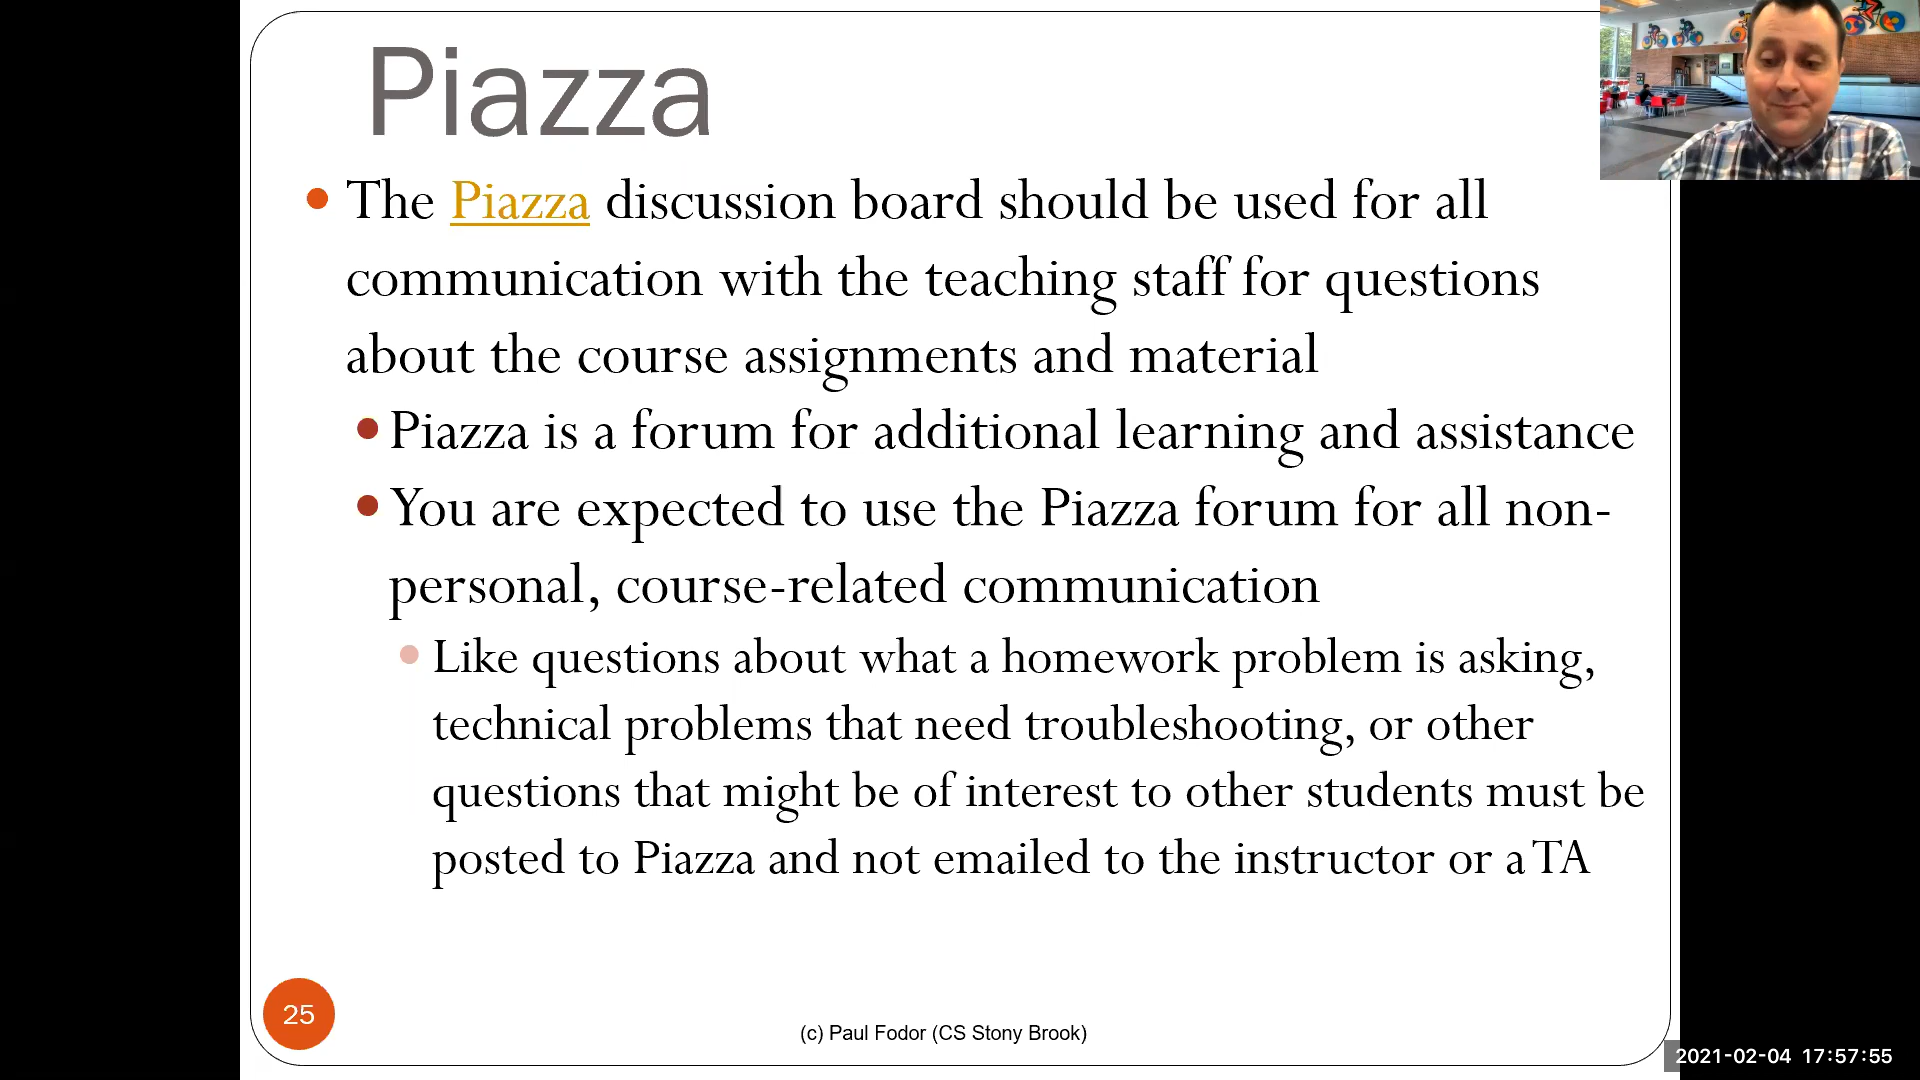 Piazza
The Piazza discussion board should be used for all
communication with the teaching staff for questions
about the course assignments and material
Piazza is a forum for additional learning and assistance
You are expected to use the Piazza forum for all non-
personal, course-related communication
Like questions about what a homework problem is asking,
technical problems that need troubleshooting, or other
questions that might be of interest to other students must be
posted to Piazza and not emailed to the instructor or a TA
25
(c) Paul Fodor (CS Stony Brook)
2021-02-04 17:57:55